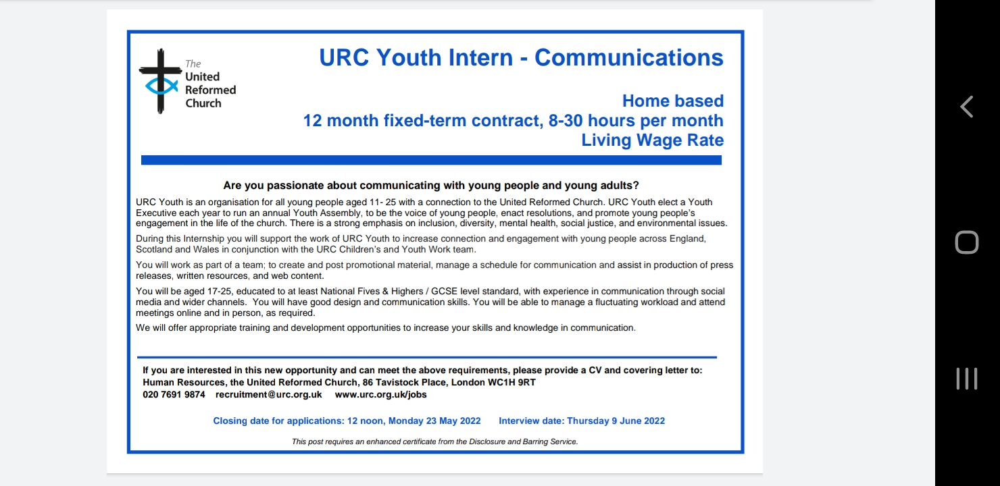 The
United
Reformed
Church
URC Youth Intern - Communications
Home based
12 month fixed-term contract, 8-30 hours per month
Living Wage Rate
Are you passionate about communicating with young people and young adults?
URC Youth is an organisation for all young people aged 11- 25 with a connection to the United Reformed Church. URC Youth elect a Youth
Executive each year to run an annual Youth Assembly, to be the voice of young people, enact resolutions, and promote young people's
engagement in the life of the church. There is a strong emphasis on inclusion, diversity, mental health, social justice, and environmental issues.
During this Internship you will support the work of URC Youth to increase connection and engagement with young people across England,
Scotland and Wales in conjunction with the URC Children's and Youth Work team.
You will work as part of a team; to create and post promotional material, manage a schedule for communication and assist in production of press
releases, written resources, and web content.
You will be aged 17-25, educated to at least National Fives & Highers / GCSE level standard, with experience in communication through social
media and wider channels.  You will have good design and communication skills. You will be able to manage a fluctuating workload and attend
meetings online and in person, as required.
We will offer appropriate training and development opportunities to increase your skills and knowledge in communication.
If you are interested in this new opportunity and can meet the above requirements, please provide a CV and covering letter to:
Human Resources, the United Reformed Church, 86 Tavistock Place, London WC1H 9RT
020 7691 9874 recruitment@urc.org.uk www.urc.org.uk/jobs
Closing date for applications: 12 noon, Monday 23 May 2022 Interview date: Thursday 9 June 2022
This post requires an enhanced certificate from the Disclosure and Barring Service.